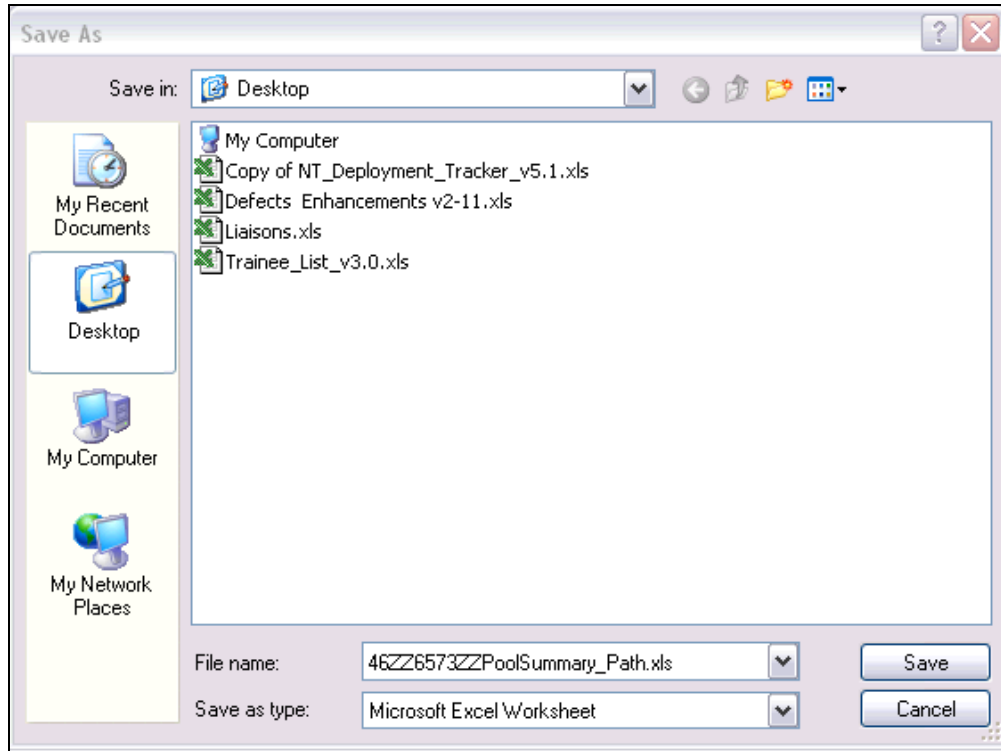 Save As
Save in:
Desktop
My Recent
Documents
Desktop
My Computer
My Network
Places
My Computer
Copy of NT_Deployment_Tracker_v5.1.xls
Defects Enhancements v2-11.xls
Liaisons.xls
Trainee_List_v3.0.xls
File name:
46ZZ6573ZZPoolSummary_Path.xls
Save
Save as type:
Microsoft Excel Worksheet
Cancel